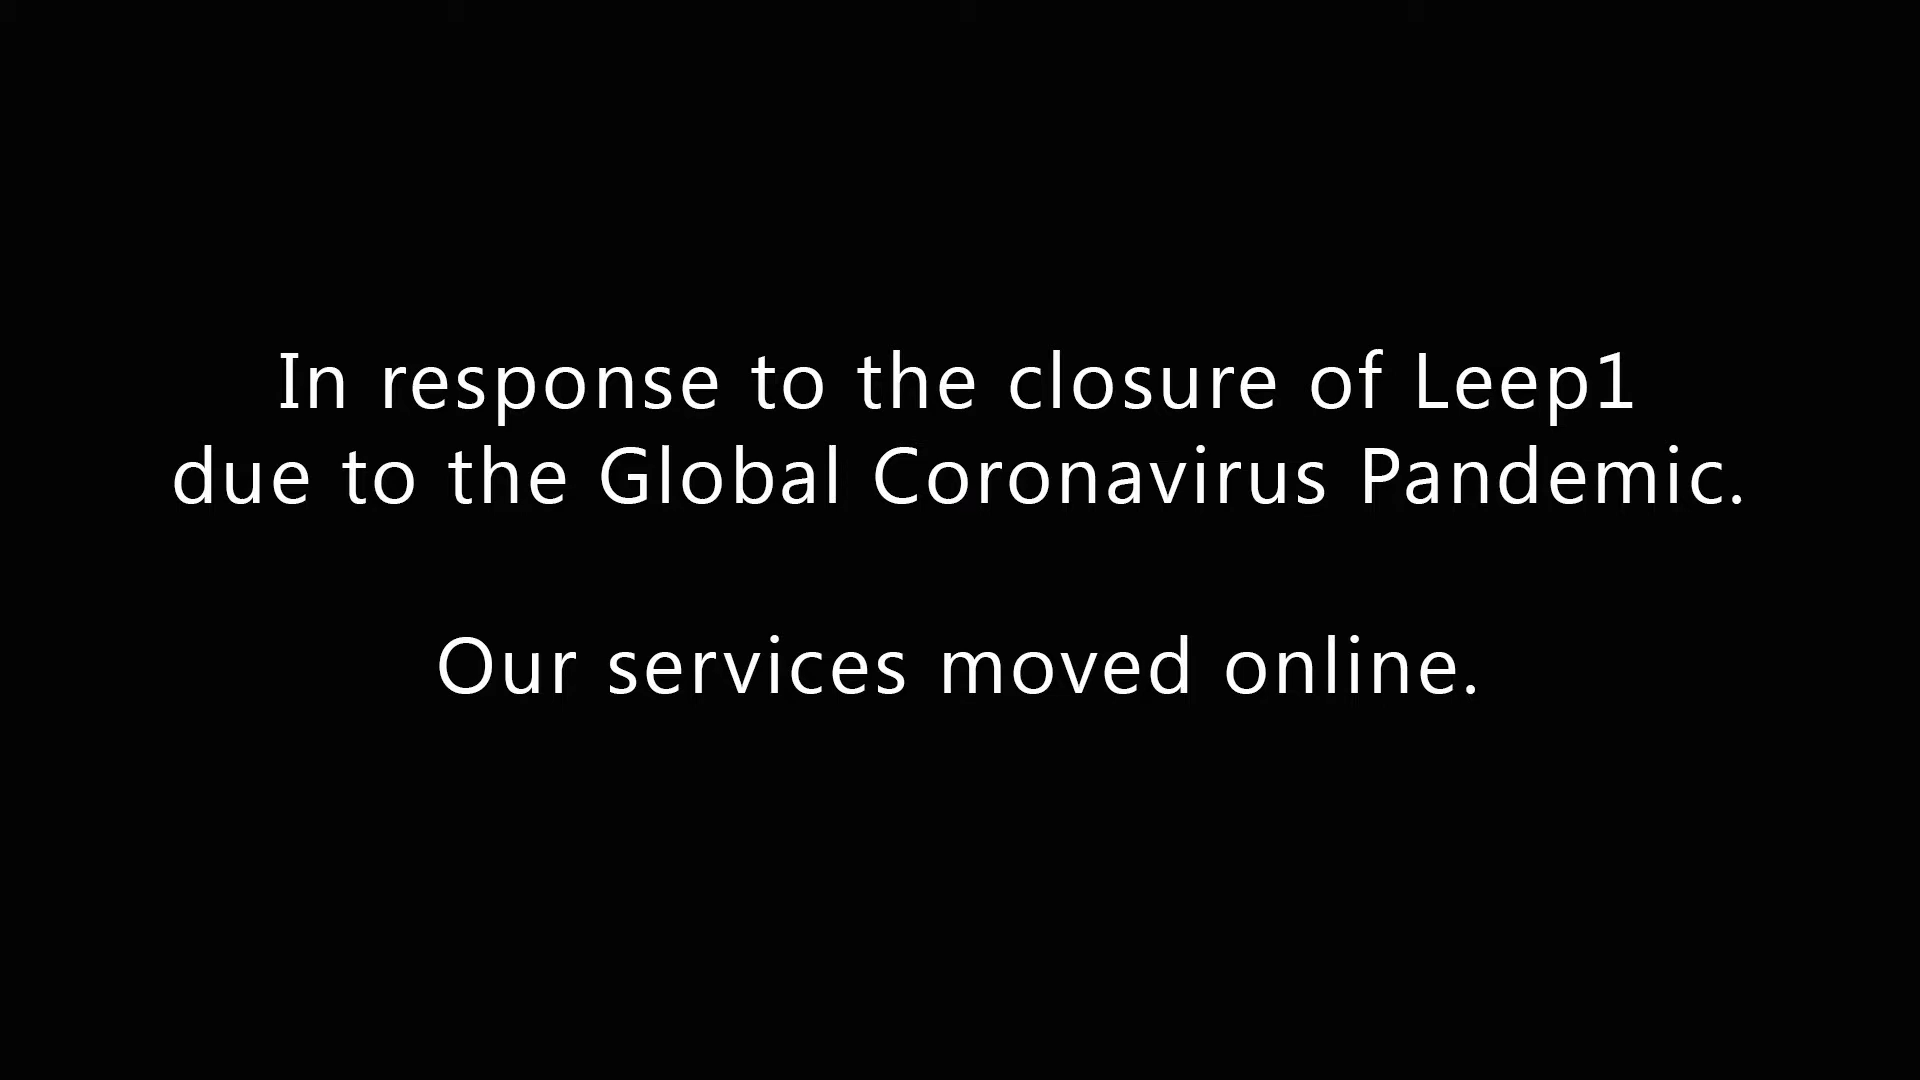 In response to the closure of Leep1
due to the Global Coronavirus Pandemic.
Our services moved online.